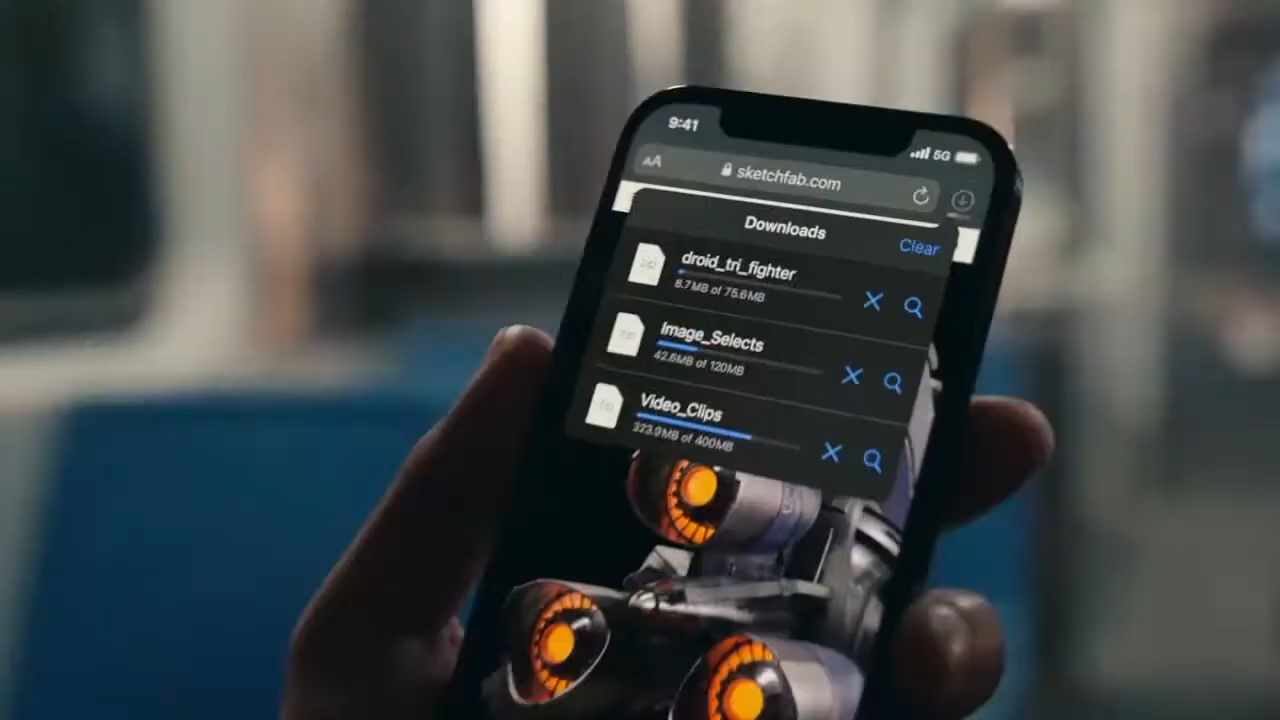 9:41
5G
AA
sketchfab.com
Downloads
Clear
droid_tri_fighter
8.7MB of 75.6MB
Image_Selects
42.6MB of 120MB
Video_Clips
323.9MB of 400MB